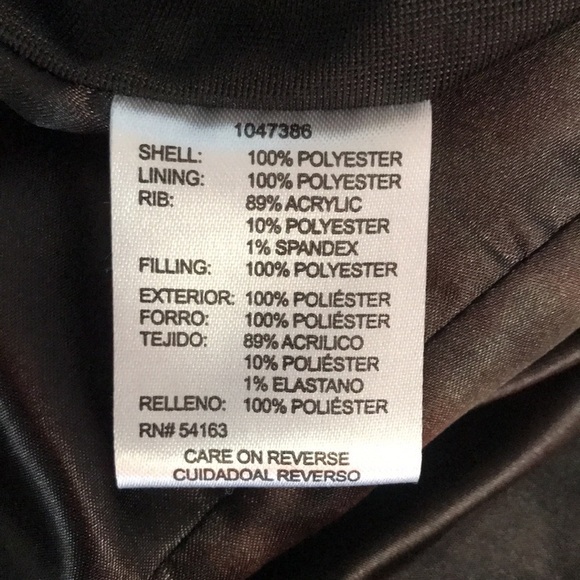 1047386
SHELL: 100% POLYESTER
LINING: 100% POLYESTER
RIB: 89% ACRYLIC
10% POLYESTER
1% SPANDEX
FILLING: 100% POLYESTER
EXTERIOR: 100% POLIÉSTER
FORRO: 100% POLIÉSTER
TEJIDO: 89% ACRILICO
10% POLIÉSTER
1% ELASTANO
RELLENO: 100% POLIÉSTER
RN# 54163
CARE ON REVERSE
CUIDADOAL REVERSO